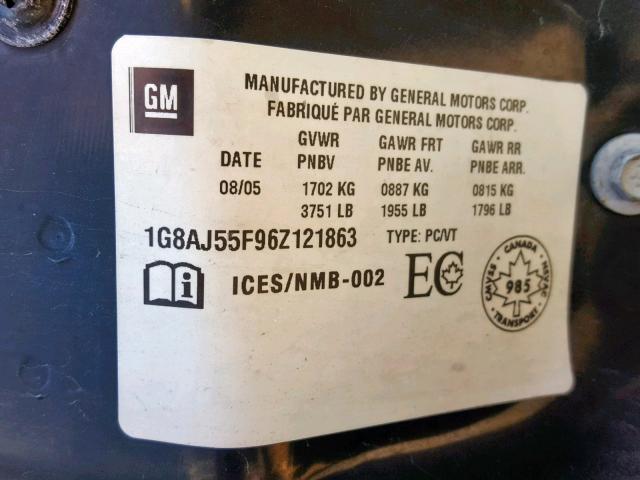 GM
MANUFACTURED BY GENERAL MOTORS CORP.
FABRIQUÉ PAR GENERAL MOTORS CORP.
GVWR GAWR FRT GAWR RR
DATE PNBV PNBE AV. PNBE ARR.
08/05 1702 KG 0887 KG 0815 KG
3751 LB 1955 LB 1796 LB
1G8AJ55F96Z121863 TYPE: PC/VT
i ICES/NMB-002 EC
CANADA
CMVSS 985 NSVAC
TRANSPORT